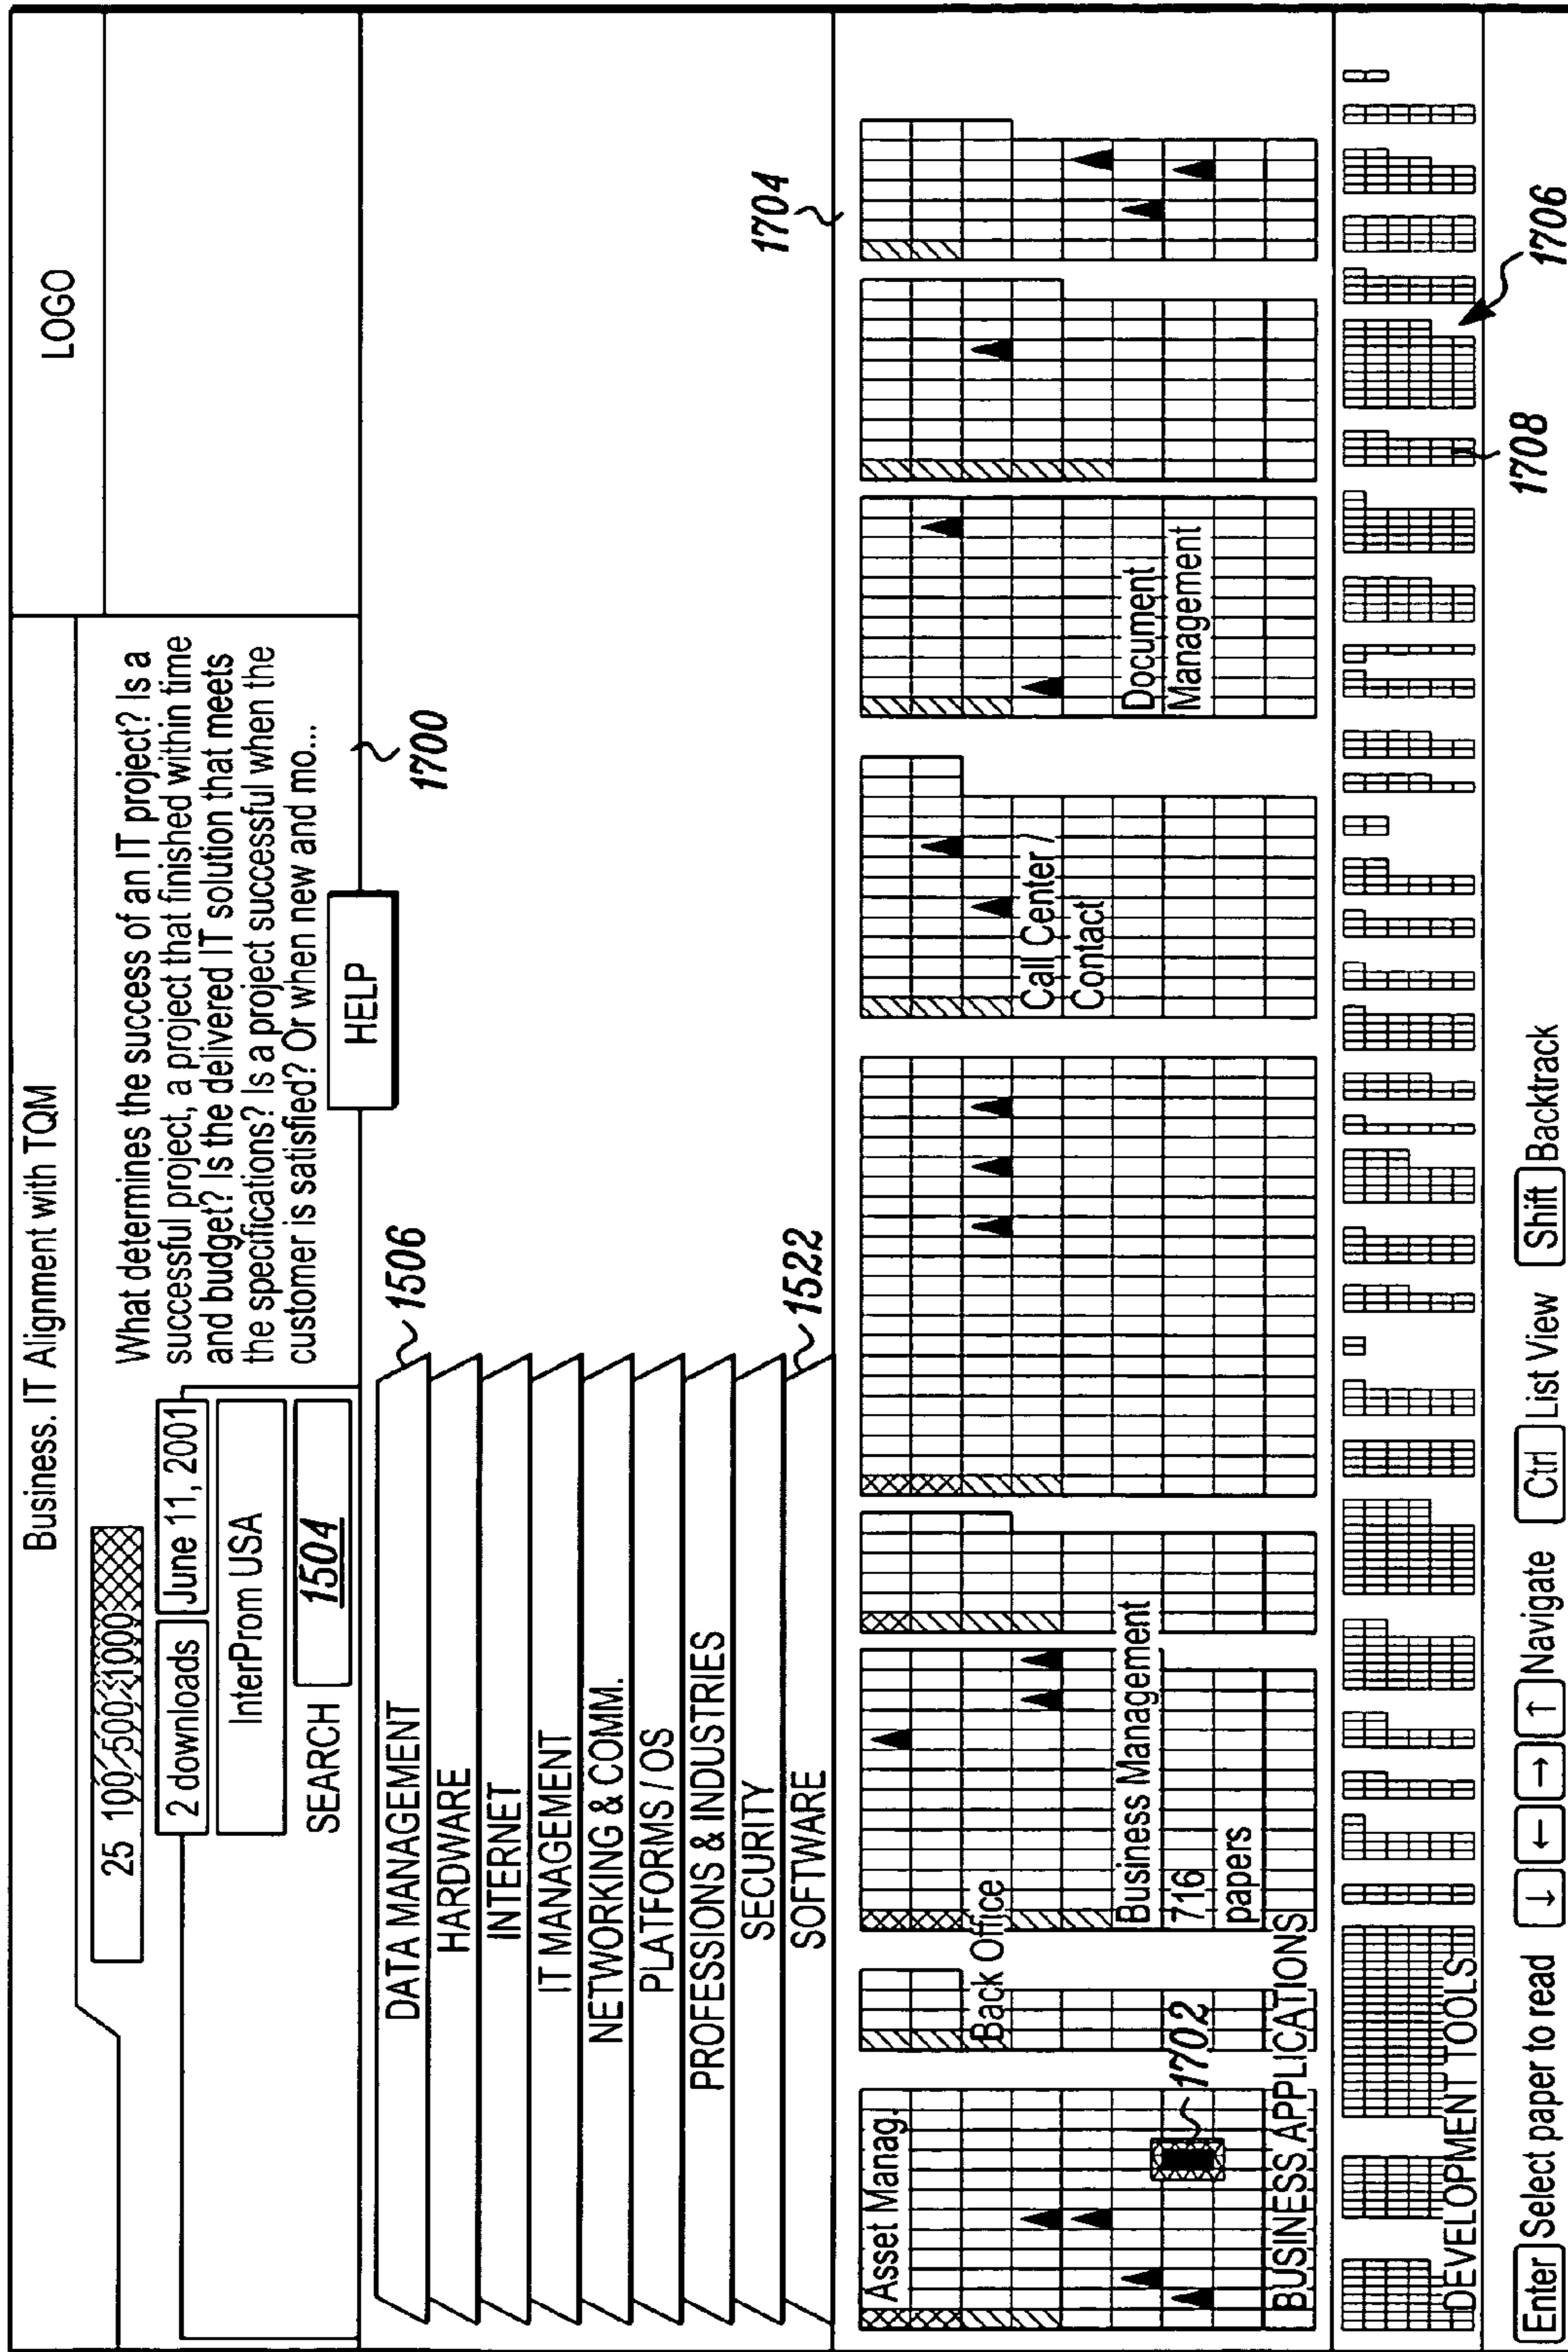 Business. IT Alignment with TQM
LOGO
25 100 500 1000
2 downloads
June 11, 2001
InterProm USA
SEARCH
1504
What determines the success of an IT project? Is a
successful project, a project that finished within time
and budget? Is the delivered IT solution that meets
the specifications? Is a project successful when the
customer is satisfied? Or when new and mo...
HELP
1700
DATA MANAGEMENT
1506
HARDWARE
INTERNET
IT MANAGEMENT
NETWORKING & COMM.
PLATFORMS / OS
PROFESSIONS & INDUSTRIES
SECURITY
SOFTWARE
1522
1704
Asset Manag.
Back Office
Business Management
716
papers
Call Center /
Contact
Document
Management
1702
BUSINESS APPLICATIONS
DEVELOPMENT TOOLS
1708
1706
Enter Select paper to read ↓ ← → ↑ Navigate Ctrl List View Shift Backtrack